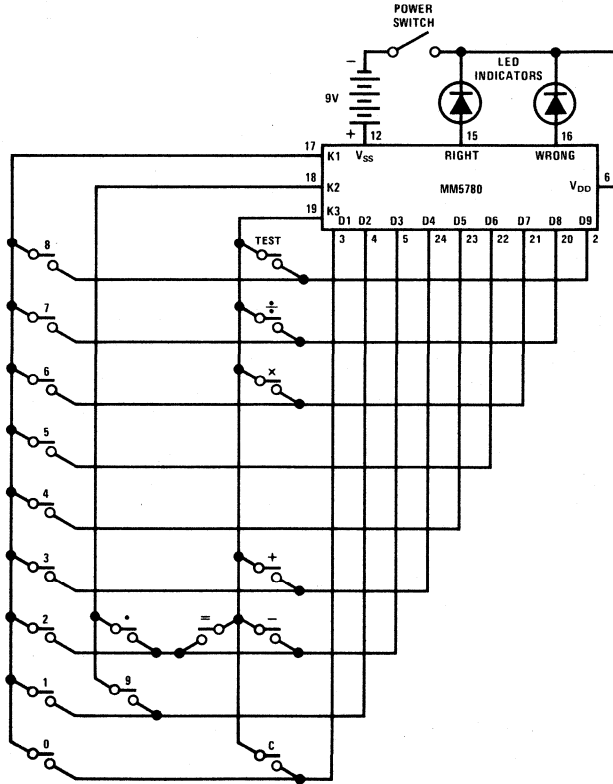 POWER
SWITCH
−
LED
INDICATORS
9V
+
12
15
16
17
K1
VSS
RIGHT
WRONG
18
K2
MM5780
VDD
6
19
K3
D1 D2 D3 D4 D5 D6 D7 D8 D9
3 4 5 24 23 22 21 20 2
8
TEST
7
÷
6
×
5
4
3
+
2
•
=
−
1
9
0
C